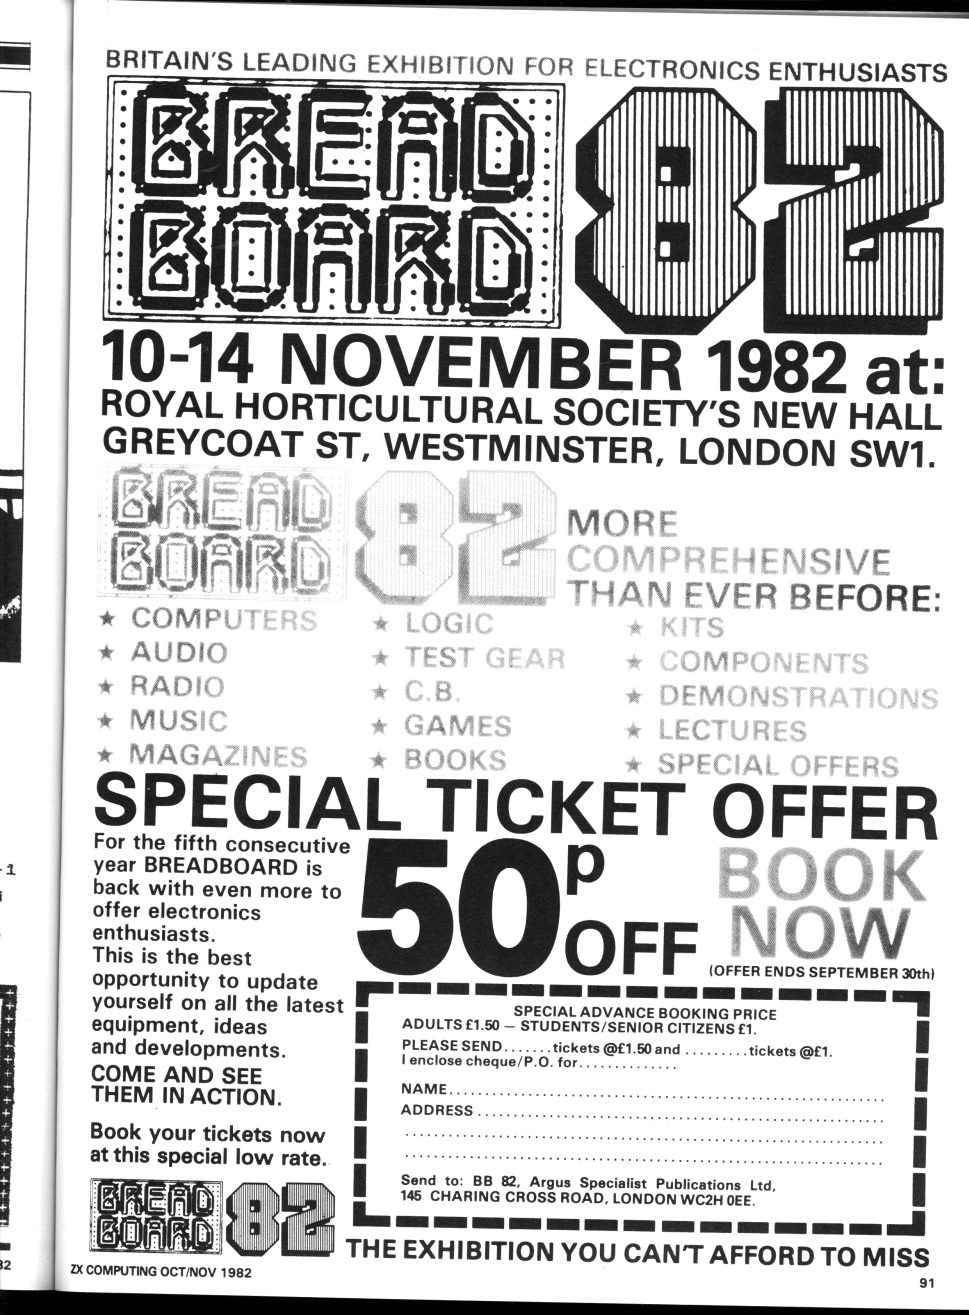 BRITAIN'S LEADING EXHIBITION FOR ELECTRONICS ENTHUSIASTS
BREAD
BOARD
82
10-14 NOVEMBER 1982 at:
ROYAL HORTICULTURAL SOCIETY'S NEW HALL
GREYCOAT ST, WESTMINSTER, LONDON SW1.
BREAD
BOARD
82
MORE
COMPREHENSIVE
THAN EVER BEFORE:
★ COMPUTERS
★ AUDIO
★ RADIO
★ MUSIC
★ MAGAZINES
★ LOGIC
★ TEST GEAR
★ C.B.
★ GAMES
★ BOOKS
★ KITS
★ COMPONENTS
★ DEMONSTRATIONS
★ LECTURES
★ SPECIAL OFFERS
SPECIAL TICKET OFFER
For the fifth consecutive
year BREADBOARD is
back with even more to
offer electronics
enthusiasts.
This is the best
opportunity to update
yourself on all the latest
equipment, ideas
and developments.
COME AND SEE
THEM IN ACTION.
Book your tickets now
at this special low rate.
BREAD
BOARD
82
50p
OFF
BOOK
NOW
(OFFER ENDS SEPTEMBER 30th)
SPECIAL ADVANCE BOOKING PRICE
ADULTS £1.50 — STUDENTS/SENIOR CITIZENS £1.
PLEASE SEND.......tickets @£1.50 and .........tickets @£1.
I enclose cheque/P.O. for..............
NAME
ADDRESS
Send to: BB 82, Argus Specialist Publications Ltd,
145 CHARING CROSS ROAD, LONDON WC2H 0EE.
THE EXHIBITION YOU CAN'T AFFORD TO MISS
ZX COMPUTING OCT/NOV 1982
91